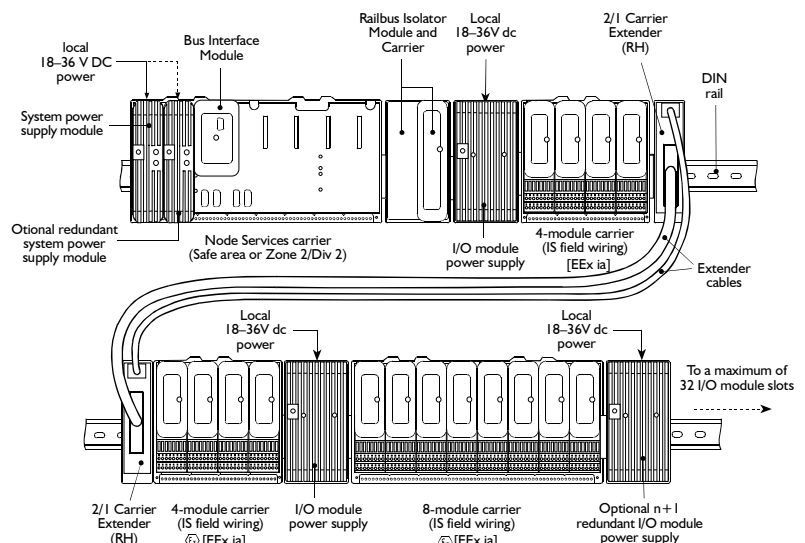 Railbus Isolator
Module and
Carrier
Local
18–36V dc
power
2/1 Carrier
Extender
(RH)
local
18–36 V DC
power
Bus Interface
Module
DIN
rail
System power
supply module
Otional redundant
system power
supply module
Node Services carrier
(Safe area or Zone 2/Div 2)
I/O module
power supply
4-module carrier
(IS field wiring)
[EEx ia]
Extender
cables
Local
18–36V dc
power
Local
18–36V dc
power
To a maximum of
32 I/O module slots
2/1 Carrier
Extender
(RH)
4-module carrier
(IS field wiring)
[EEx ia]
I/O module
power supply
8-module carrier
(IS field wiring)
[EEx ia]
Optional n+1
redundant I/O module
power supply